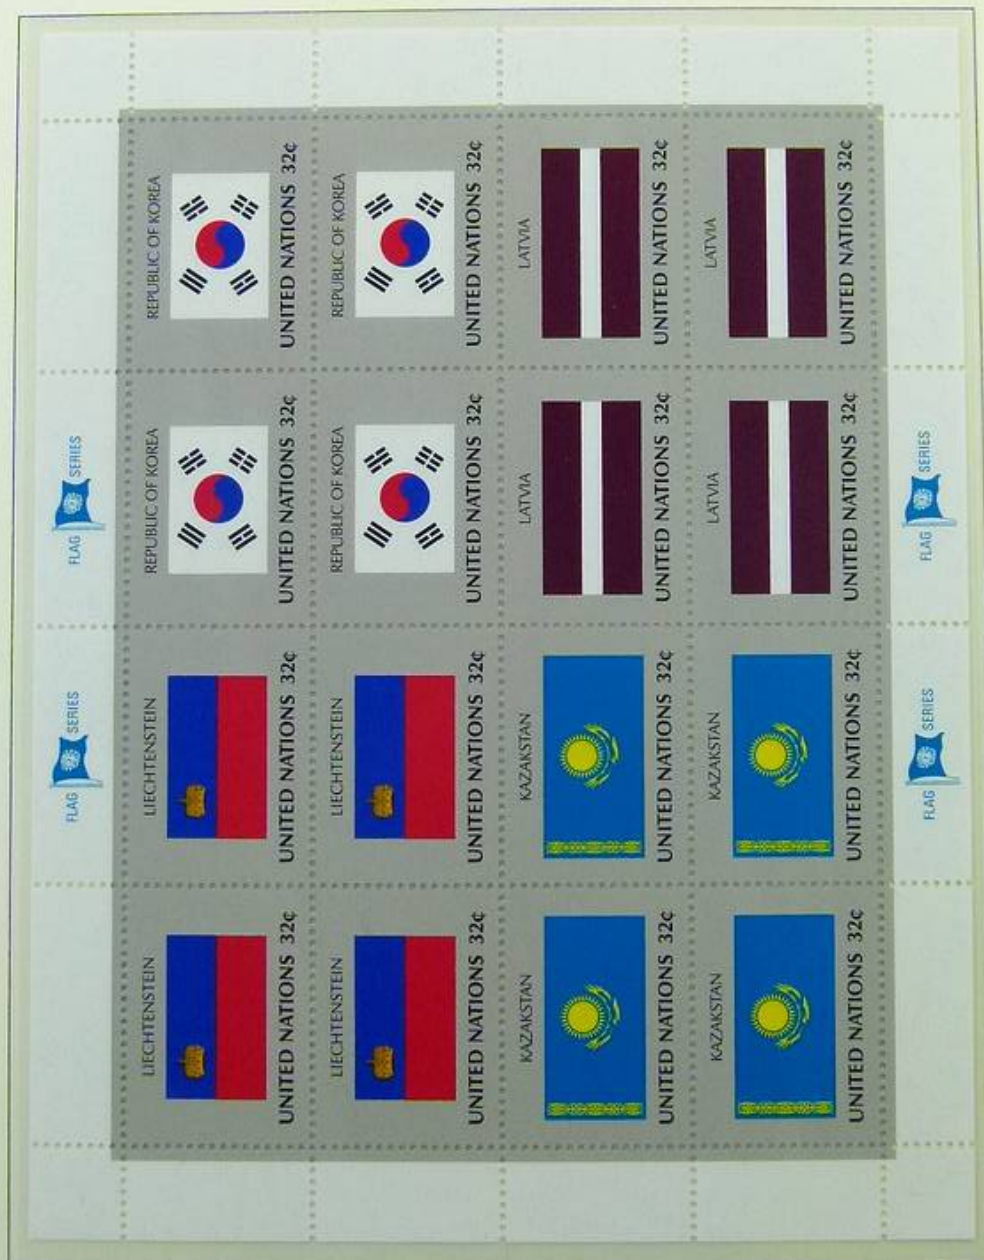 FLAG SERIES
FLAG SERIES
LIECHTENSTEIN
UNITED NATIONS 32¢
LIECHTENSTEIN
UNITED NATIONS 32¢
REPUBLIC OF KOREA
UNITED NATIONS 32¢
REPUBLIC OF KOREA
UNITED NATIONS 32¢
LIECHTENSTEIN
UNITED NATIONS 32¢
LIECHTENSTEIN
UNITED NATIONS 32¢
REPUBLIC OF KOREA
UNITED NATIONS 32¢
REPUBLIC OF KOREA
UNITED NATIONS 32¢
KAZAKSTAN
UNITED NATIONS 32¢
KAZAKSTAN
UNITED NATIONS 32¢
LATVIA
UNITED NATIONS 32¢
LATVIA
UNITED NATIONS 32¢
KAZAKSTAN
UNITED NATIONS 32¢
KAZAKSTAN
UNITED NATIONS 32¢
LATVIA
UNITED NATIONS 32¢
LATVIA
UNITED NATIONS 32¢
FLAG SERIES
FLAG SERIES